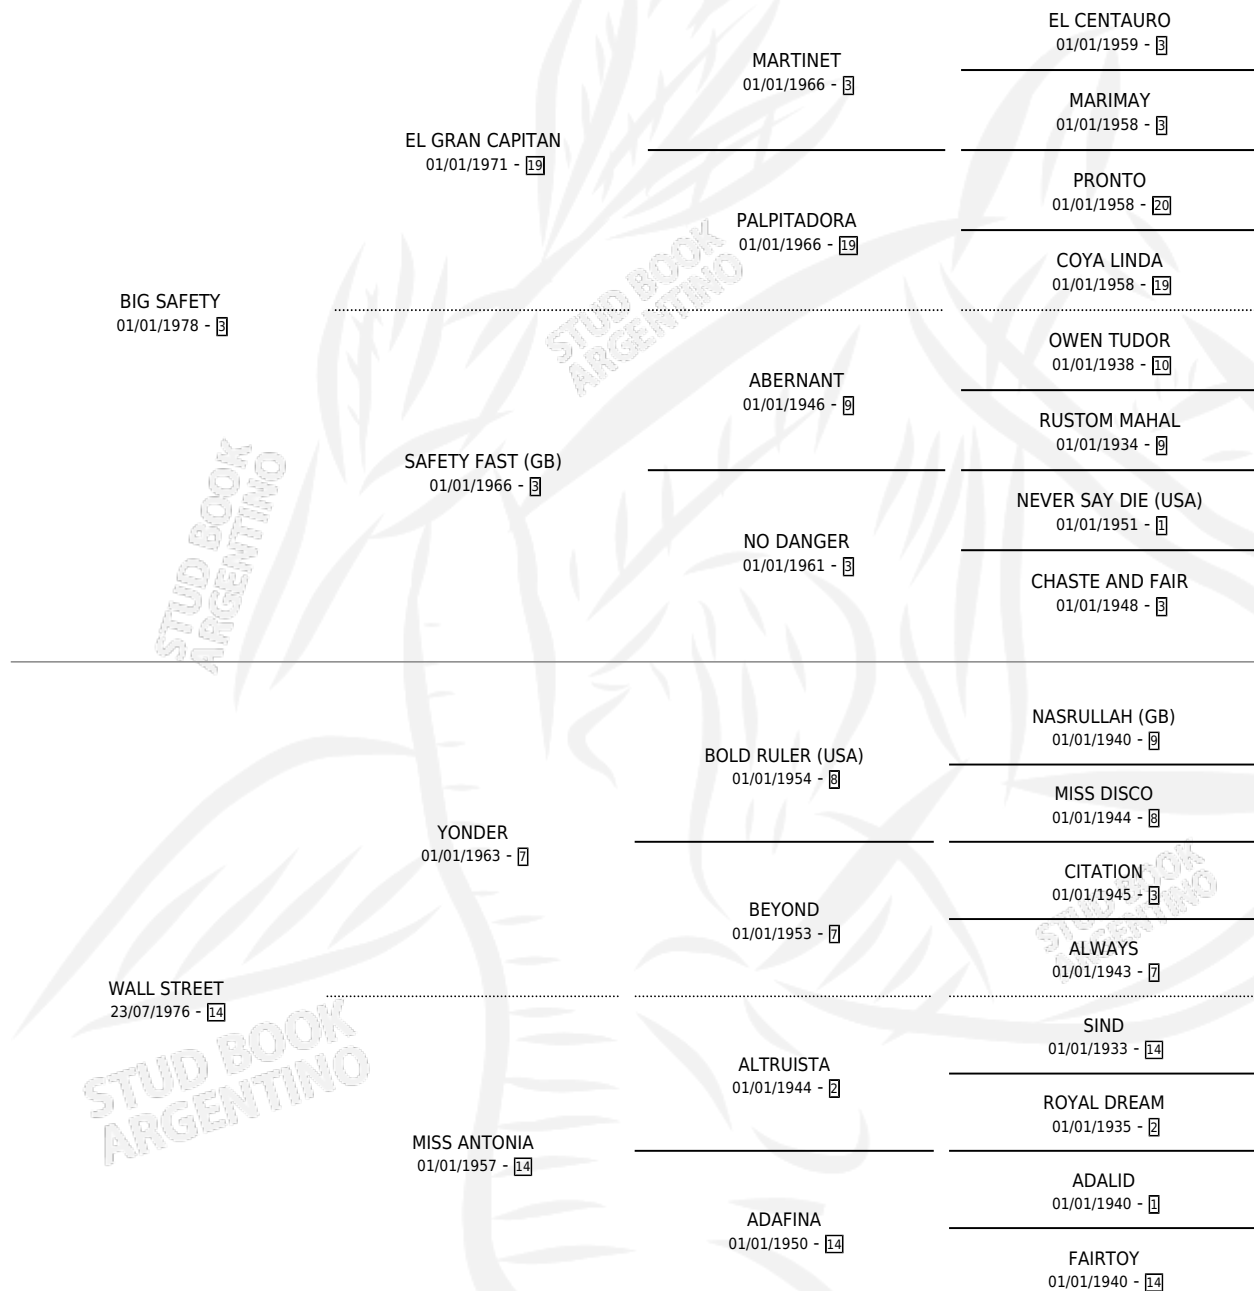 EL CENTAURO
01/01/1959 - 3
MARTINET
01/01/1966 - 3
MARIMAY
01/01/1958 - 3
EL GRAN CAPITAN
01/01/1971 - 19
PRONTO
01/01/1958 - 20
PALPITADORA
01/01/1966 - 19
COYA LINDA
01/01/1958 - 19
BIG SAFETY
01/01/1978 - 3
OWEN TUDOR
01/01/1938 - 10
ABERNANT
01/01/1946 - 9
RUSTOM MAHAL
01/01/1934 - 9
SAFETY FAST (GB)
01/01/1966 - 3
NEVER SAY DIE (USA)
01/01/1951 - 1
NO DANGER
01/01/1961 - 3
CHASTE AND FAIR
01/01/1948 - 3
STUD BOOK
ARGENTINO
STUD BOOK
ARGENTINO
NASRULLAH (GB)
01/01/1940 - 9
BOLD RULER (USA)
01/01/1954 - 8
MISS DISCO
01/01/1944 - 8
YONDER
01/01/1963 - 7
CITATION
01/01/1945 - 3
BEYOND
01/01/1953 - 7
ALWAYS
01/01/1943 - 7
WALL STREET
23/07/1976 - 14
SIND
01/01/1933 - 14
ALTRUISTA
01/01/1944 - 2
ROYAL DREAM
01/01/1935 - 2
MISS ANTONIA
01/01/1957 - 14
ADALID
01/01/1940 - 1
ADAFINA
01/01/1950 - 14
FAIRTOY
01/01/1940 - 14
STUD BOOK
ARGENTINO
STUD BOOK
ARGENTINO